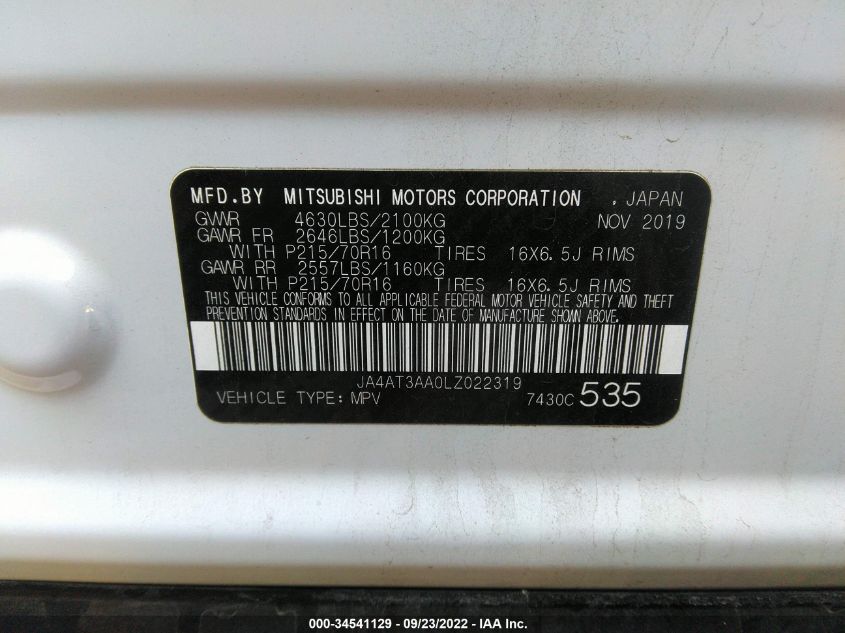 MFD.BY MITSUBISHI MOTORS CORPORATION , JAPAN
GVWR 4630LBS/2100KG NOV 2019
GAWR FR 2646LBS/1200KG
WITH P215/70R16 TIRES 16X6.5J RIMS
GAWR RR 2557LBS/1160KG
WITH P215/70R16 TIRES 16X6.5J RIMS
THIS VEHICLE CONFORMS TO ALL APPLICABLE FEDERAL MOTOR VEHICLE SAFETY AND THEFT
PREVENTION STANDARDS IN EFFECT ON THE DATE OF MANUFACTURE SHOWN ABOVE.
JA4AT3AA0LZ022319
VEHICLE TYPE: MPV 7430C 535
000-34541129 - 09/23/2022 - IAA Inc.